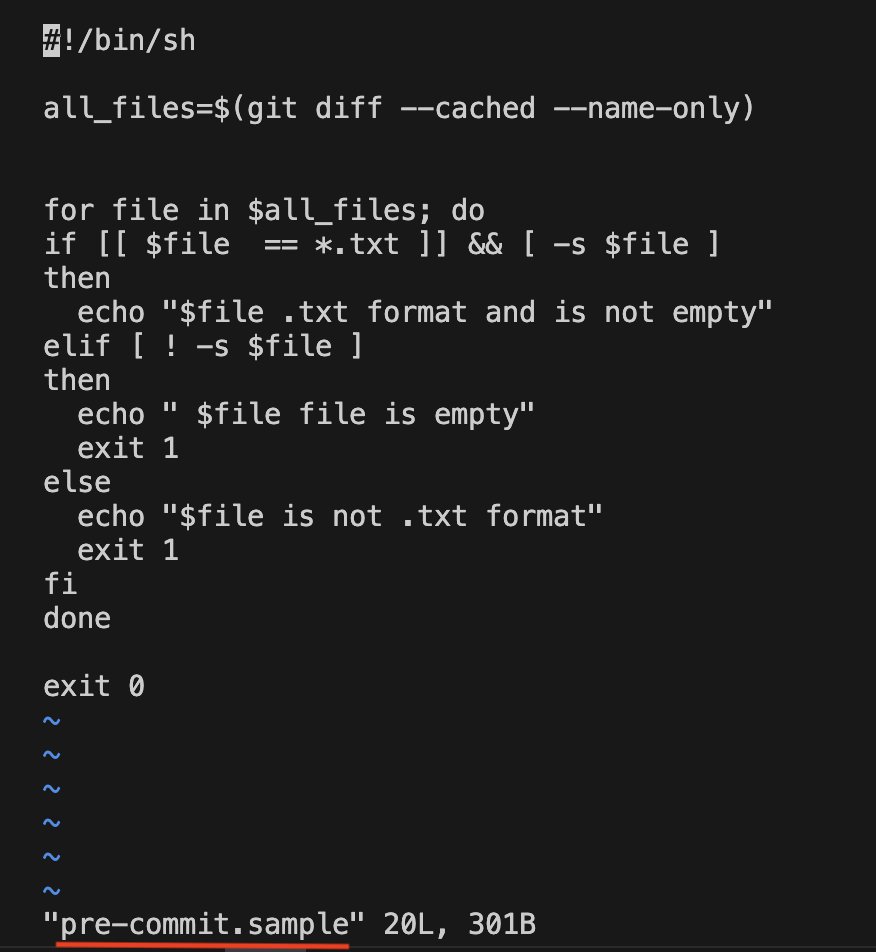 #!/bin/sh
all_files=$(git diff --cached --name-only)
for file in $all_files; do
if [[ $file  == *.txt ]] && [ -s $file ]
then
  echo "$file .txt format and is not empty"
elif [ ! -s $file ]
then
  echo " $file file is empty"
  exit 1
else
  echo "$file is not .txt format"
  exit 1
fi
done
exit 0
~
~
~
~
~
~
"pre-commit.sample" 20L, 301B